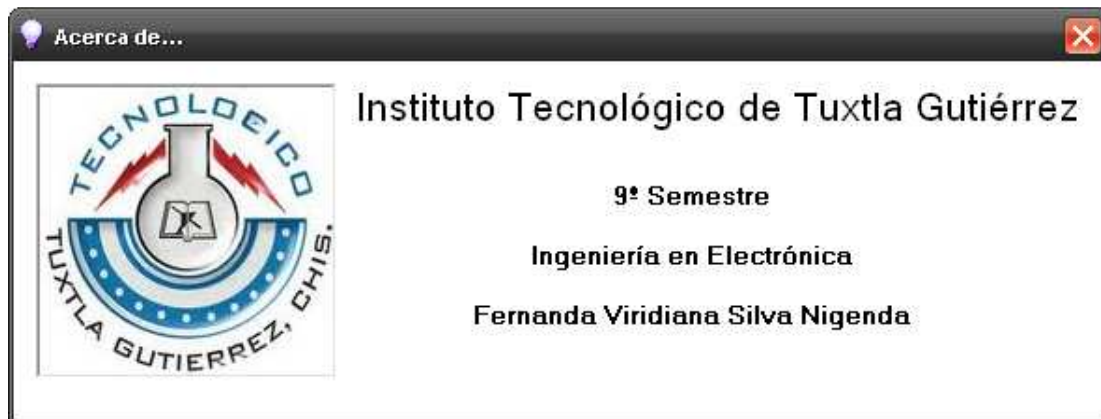 Acerca de...
TECNOLOGICO
TUXTLA GUTIERREZ, CHIS.
Instituto Tecnológico de Tuxtla Gutiérrez
9º Semestre
Ingeniería en Electrónica
Fernanda Viridiana Silva Nigenda